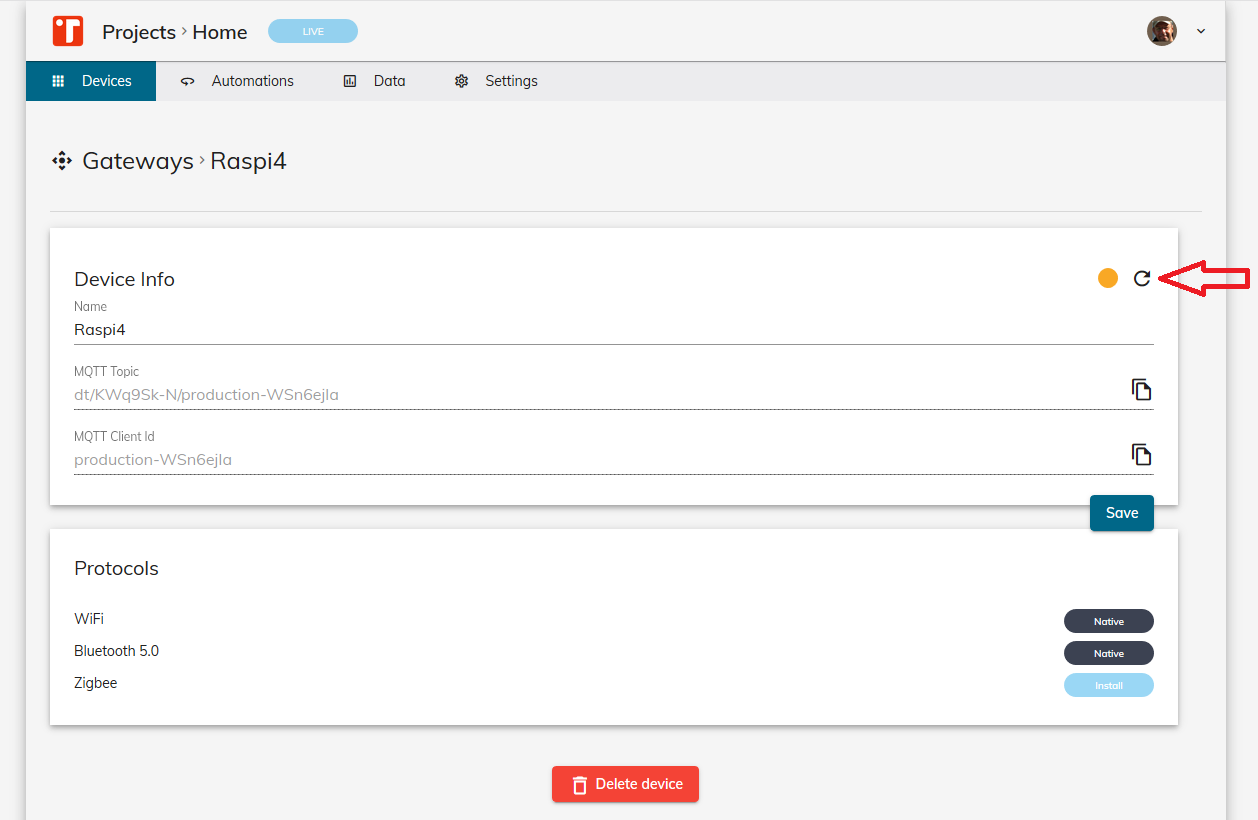 Projects › Home LIVE
Devices Automations Data Settings
Gateways › Raspi4
Device Info
Name
Raspi4
MQTT Topic
dt/KWq9Sk-N/production-WSn6ejla
MQTT Client Id
production-WSn6ejla
Save
Protocols
WiFi Native
Bluetooth 5.0 Native
Zigbee Install
Delete device